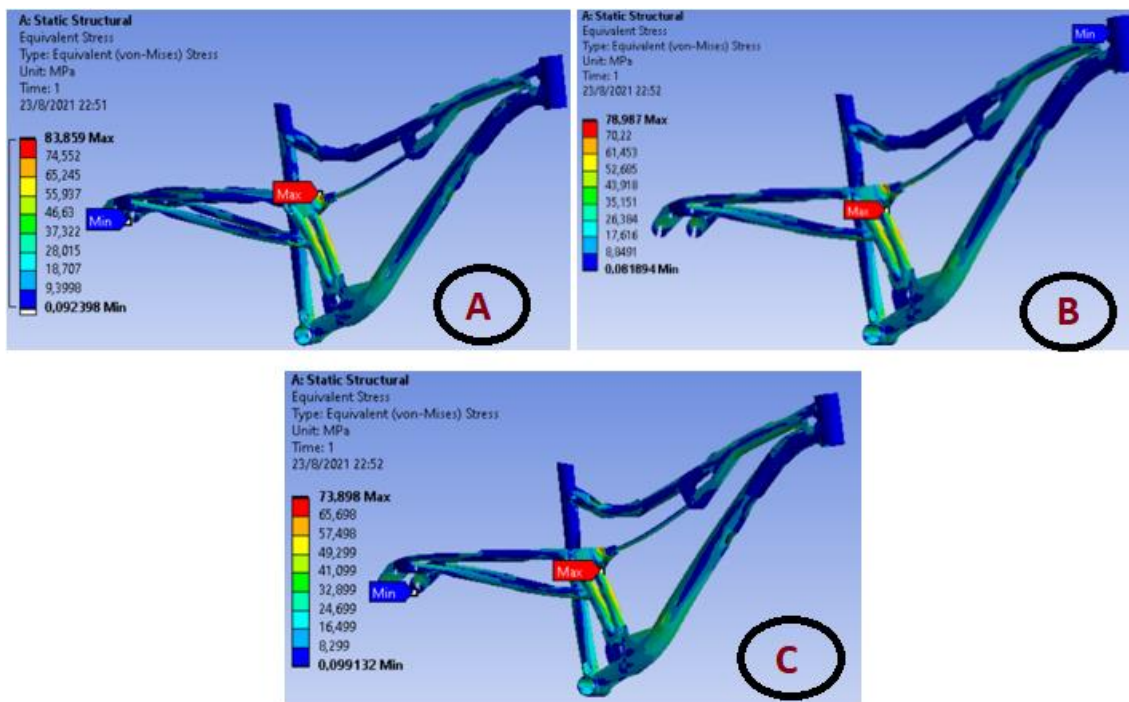 A: Static Structural
Equivalent Stress
Type: Equivalent (von-Mises) Stress
Unit: MPa
Time: 1
23/8/2021 22:51
83,859 Max
74,552
65,245
55,937
46,63
37,322
28,015
18,707
9,3998
0,092398 Min
Max
Min
A
A: Static Structural
Equivalent Stress
Type: Equivalent (von-Mises) Stress
Unit: MPa
Time: 1
23/8/2021 22:52
78,987 Max
70,22
61,453
52,685
43,918
35,151
26,384
17,616
8,8491
0,081894 Min
Min
Max
B
A: Static Structural
Equivalent Stress
Type: Equivalent (von-Mises) Stress
Unit: MPa
Time: 1
23/8/2021 22:52
73,898 Max
65,698
57,498
49,299
41,099
32,899
24,699
16,499
8,299
0,099132 Min
Max
Min
C